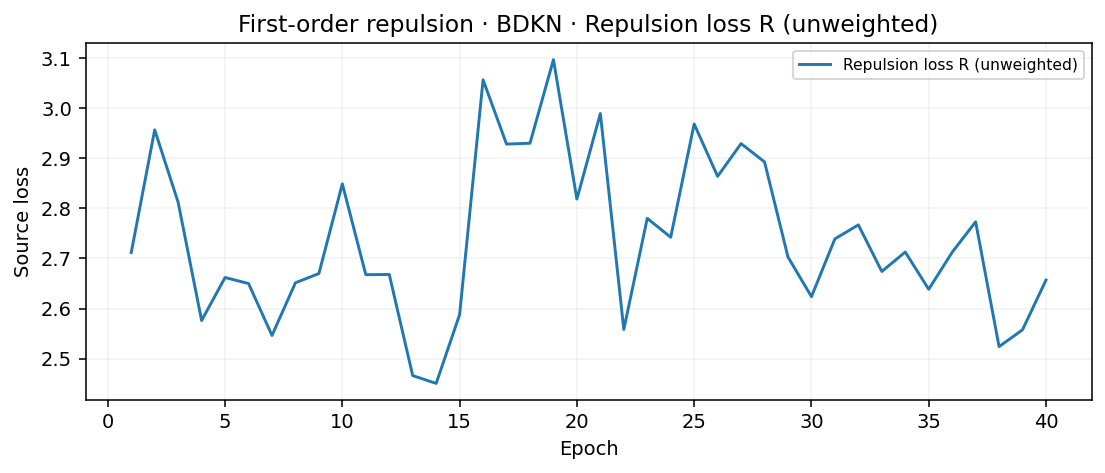 First-order repulsion · BDKN · Repulsion loss R (unweighted)
Repulsion loss R (unweighted)
Source loss
3.1
3.0
2.9
2.8
2.7
2.6
2.5
0 5 10 15 20 25 30 35 40
Epoch